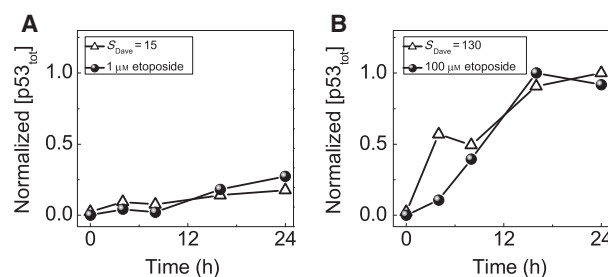 A
S_Dave = 15
1 μM etoposide
Normalized [p53_tot]
1.0
0.5
0.0
0 12 24
Time (h)
B
S_Dave = 130
100 μM etoposide
Normalized [p53_tot]
1.0
0.5
0.0
0 12 24
Time (h)